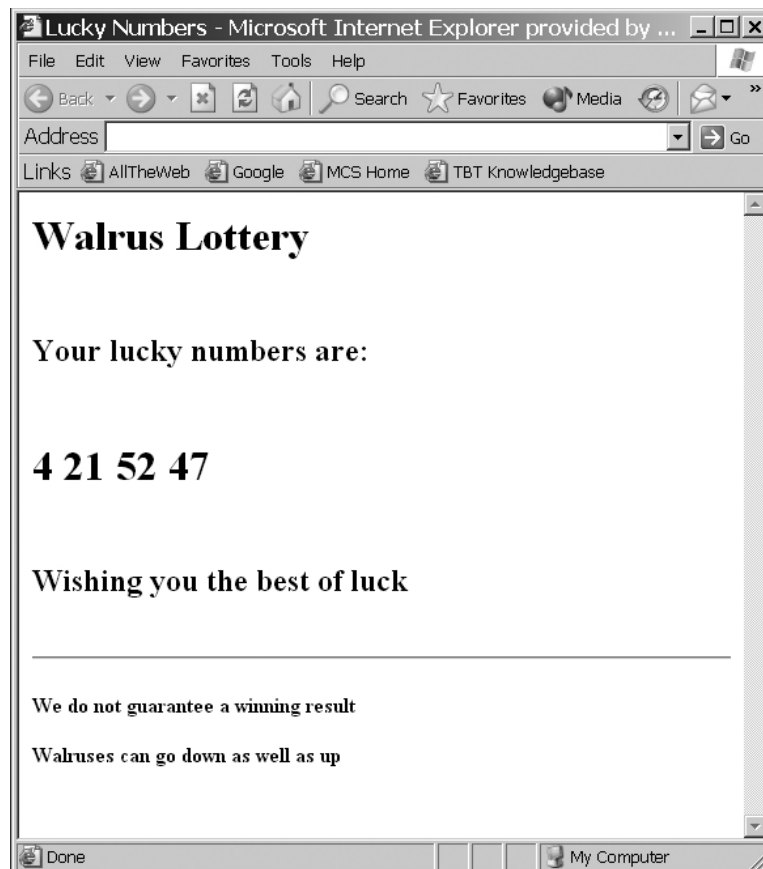 Lucky Numbers - Microsoft Internet Explorer provided by ...
File Edit View Favorites Tools Help
Back Search Favorites Media »
Address Go
Links AllTheWeb Google MCS Home TBT Knowledgebase
Walrus Lottery
Your lucky numbers are:
4 21 52 47
Wishing you the best of luck
We do not guarantee a winning result
Walruses can go down as well as up
Done My Computer